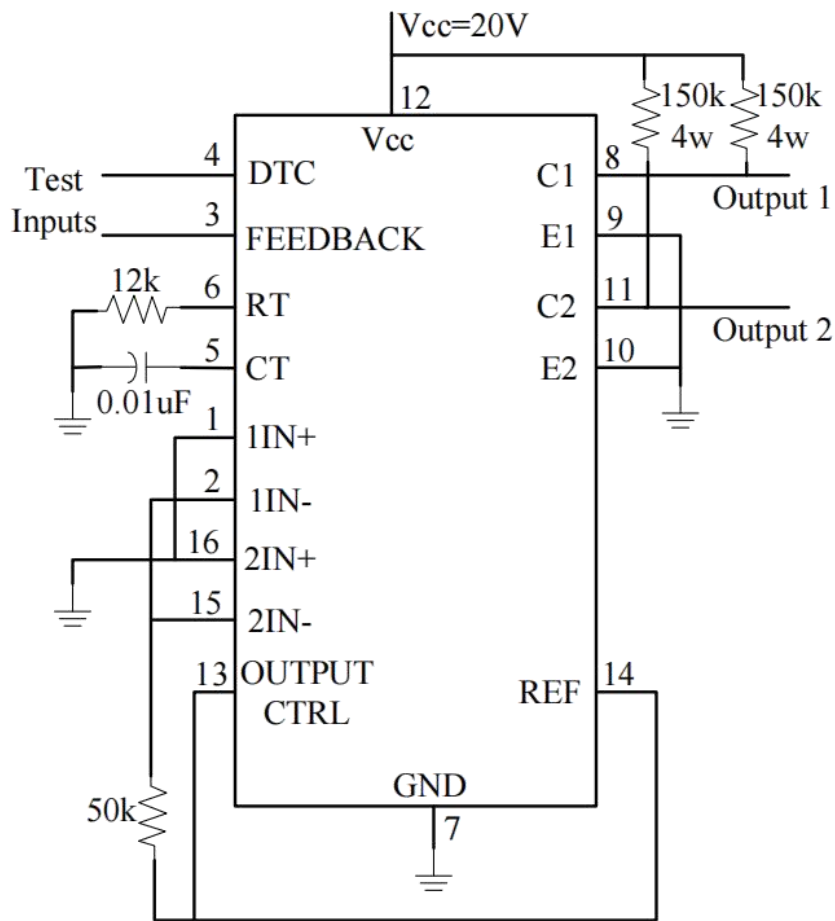 Vcc=20V
12
150k
4w
150k
4w
Vcc
Test
Inputs
4
DTC
3
FEEDBACK
12k
6
RT
0.01uF
5
CT
1
1IN+
2
1IN-
16
2IN+
15
2IN-
13
OUTPUT
CTRL
50k
C1
8
Output 1
E1
9
C2
11
Output 2
E2
10
REF
14
GND
7